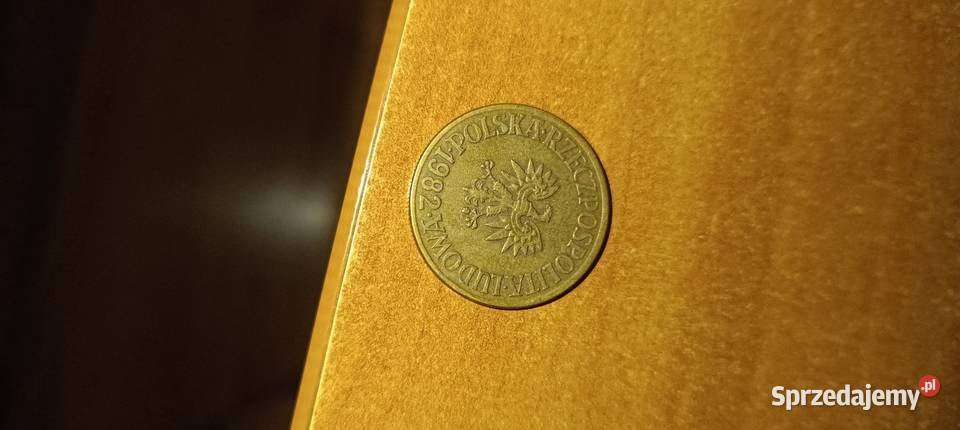 POLSKA·RZECZPOSPOLITA·LUDOWA·1982·
Sprzedajemy.pl